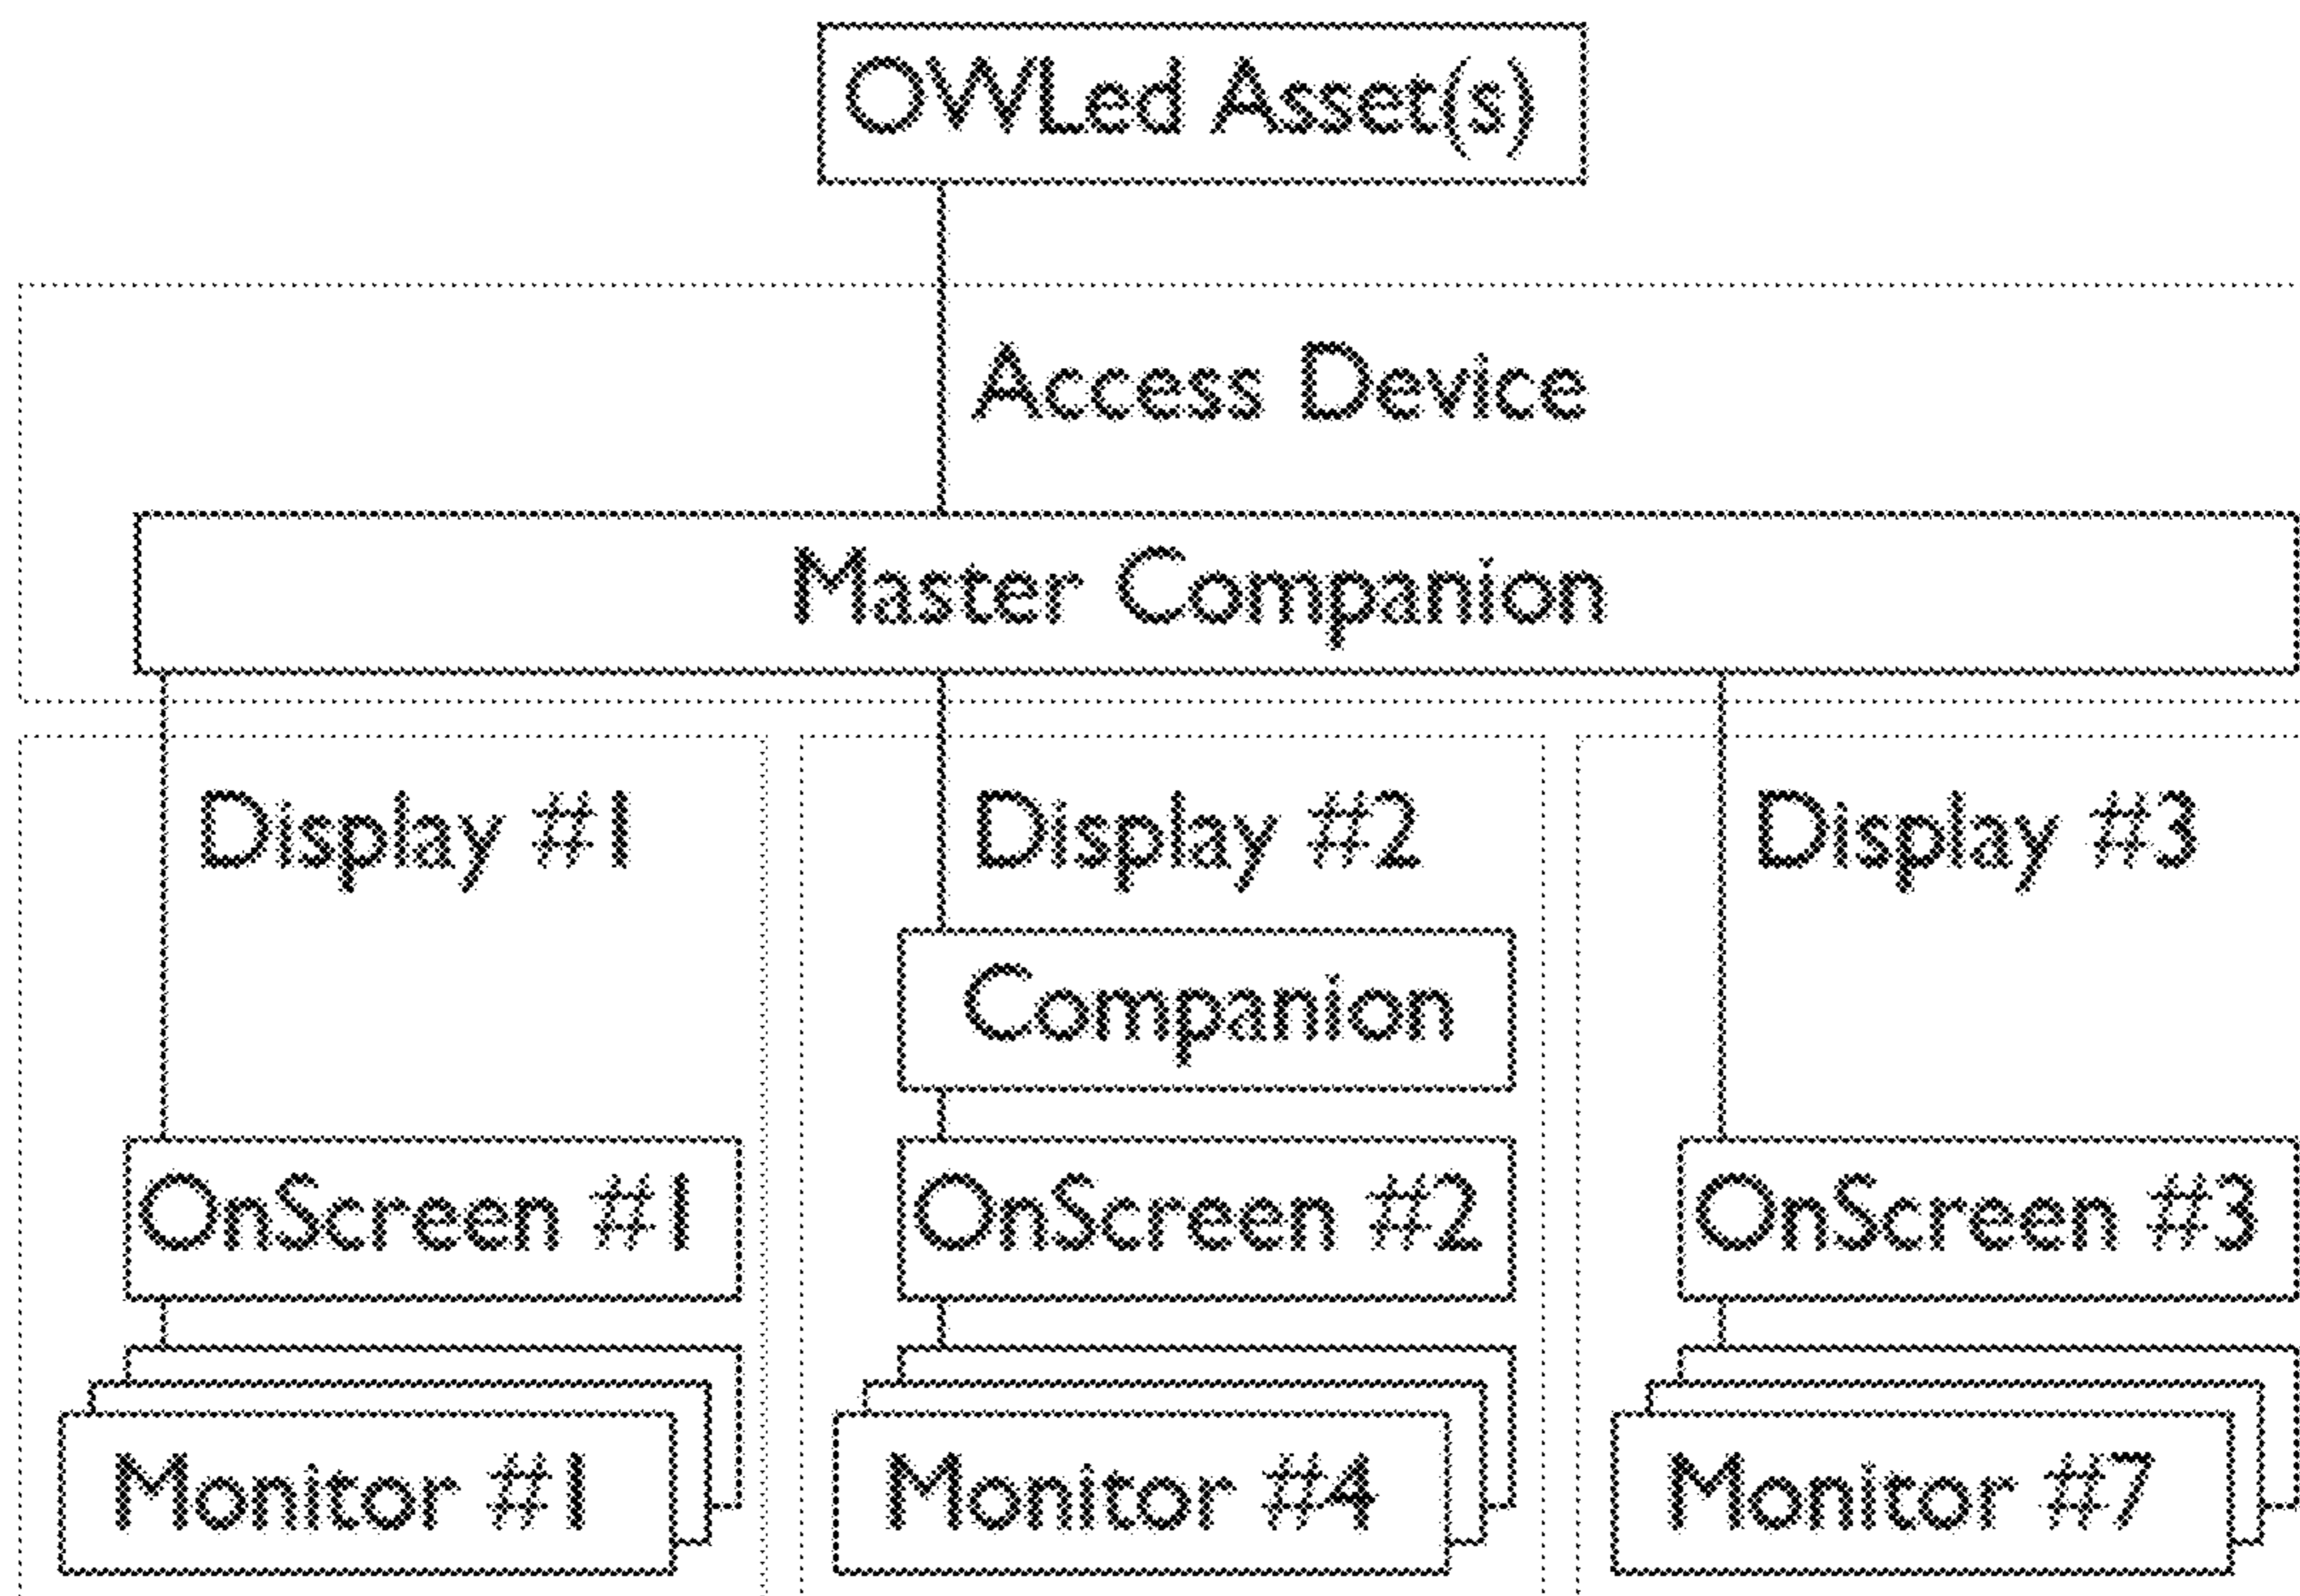 OWLed Asset(s)
Access Device
Master Companion
Display #1
Display #2
Display #3
Companion
OnScreen #1
OnScreen #2
OnScreen #3
Monitor #1
Monitor #4
Monitor #7